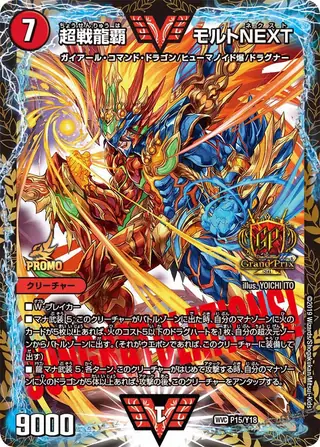 7
ちょうせんりゅうは ネクスト
超戦龍覇 モルトNEXT
ガイアール・コマンド・ドラゴン/ヒューマノイド爆/ドラグナー
GP
Grand Prix
PROMO
illus. YOICHI ITO
クリーチャー
■W・ブレイカー
■マナ武装 5:このクリーチャーがバトルゾーンに出た時、自分のマナゾーンに火の
カードが5枚以上あれば、火のコスト5以下のドラグハートを1枚、自分の超次元ゾ
ーンからバトルゾーンに出す。(それがウエポンであれば、このクリーチャーに装備して
出す)
■龍マナ武装 5:各ターン、このクリーチャーがはじめて攻撃する時、自分のマナゾー
ンに火のドラゴンが5体以上あれば、攻撃の後、このクリーチャーをアンタップする。
9000
1
WVC P15/Y18